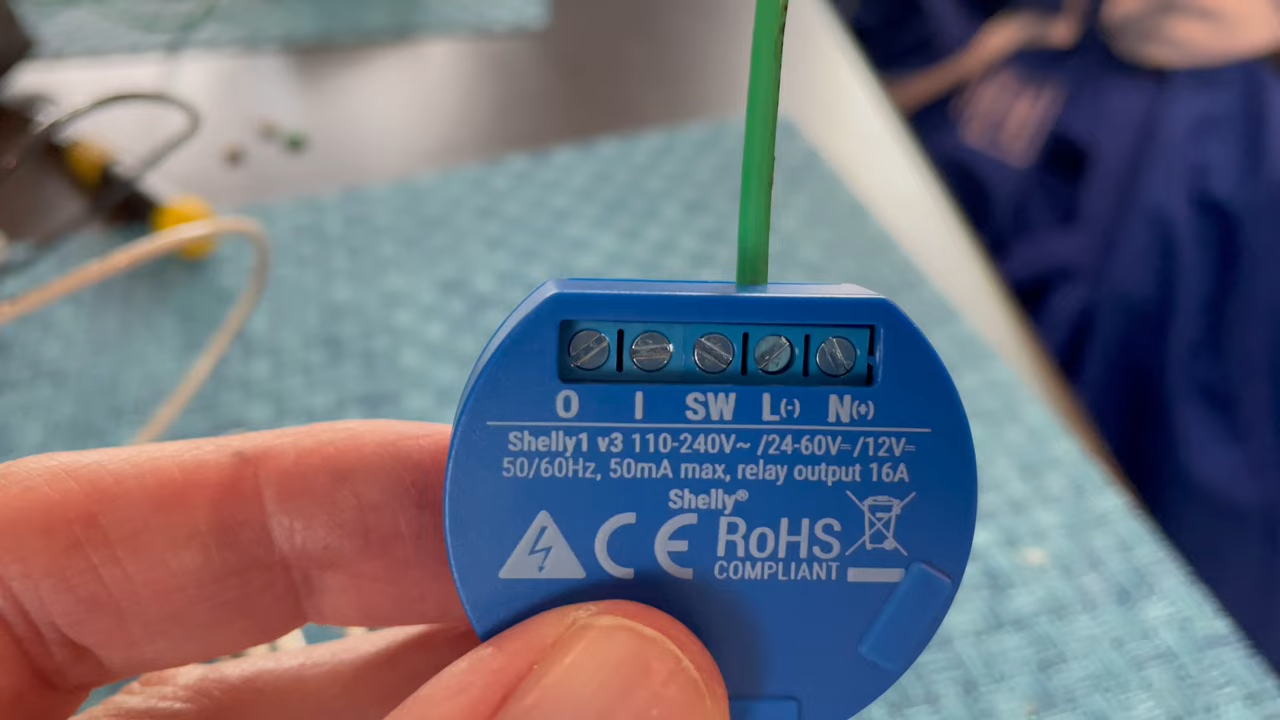 O I SW L(-) N(+)
Shelly1 v3 110-240V~ /24-60V⎓/12V⎓
50/60Hz, 50mA max, relay output 16A
Shelly®
CE RoHS
COMPLIANT